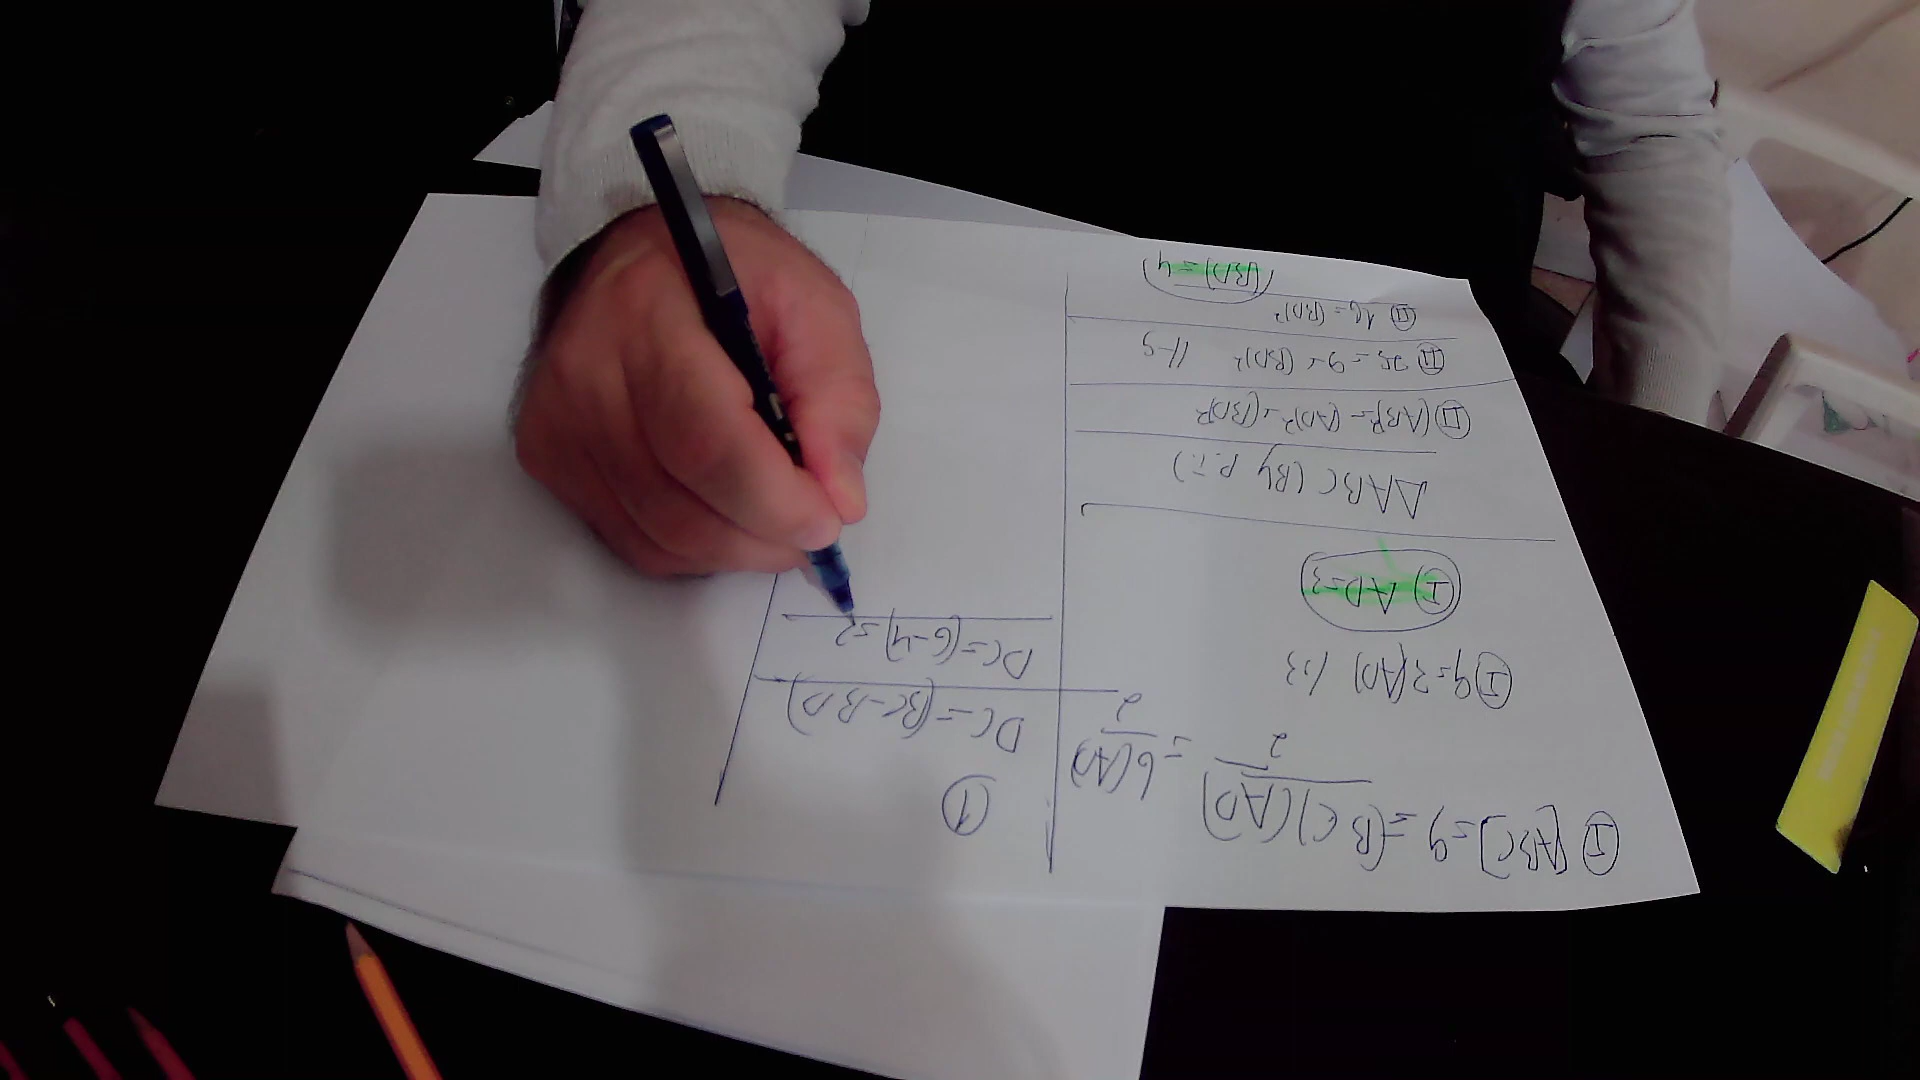 Ⓘ [ABC] = 9 = (BC)(AD)/2 = 6(AD)/2
Ⓘ 9 = 3(AD) /:3
Ⓘ AD = 3
△ABC (By P.T.)
Ⓘⓘ (AB)² = (AD)² + (BD)²
Ⓘⓘ 25 = 9 + (BD)² //-9
Ⓘⓘ 16 = (BD)²
(BD) = 4
①
DC = (BC - BD)
DC = (6-4) = 2